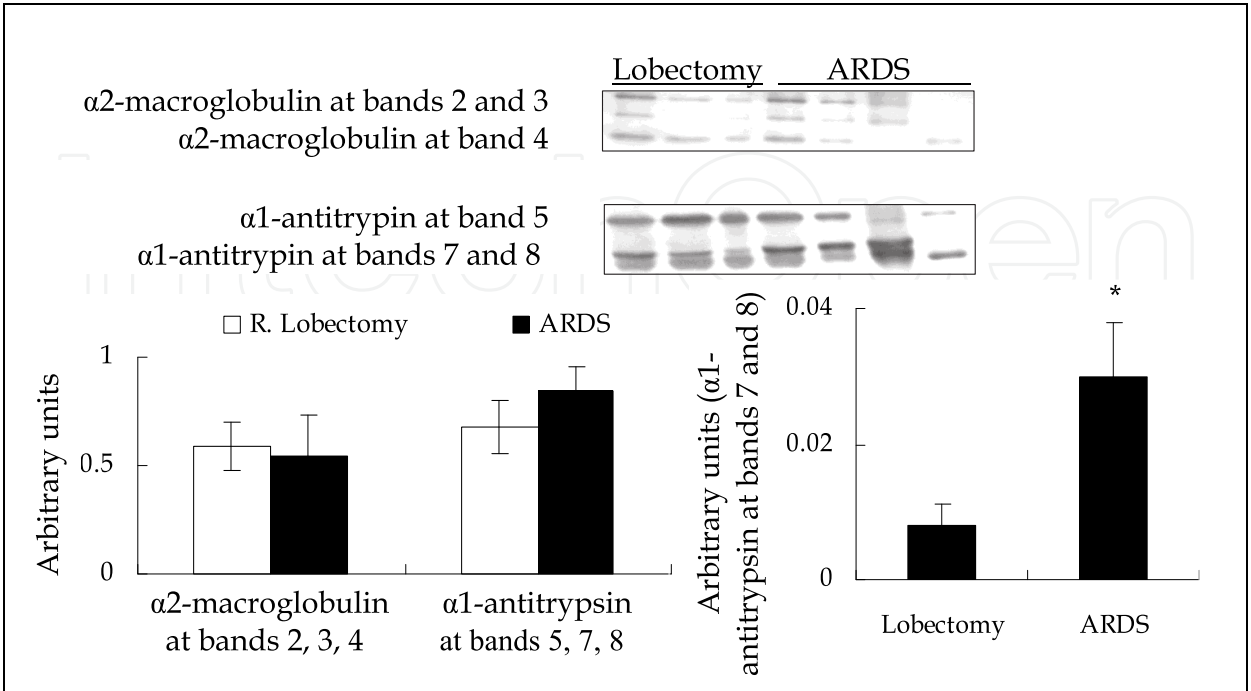 Lobectomy ARDS
α2-macroglobulin at bands 2 and 3
α2-macroglobulin at band 4
α1-antitrypin at band 5
α1-antitrypin at bands 7 and 8
R. Lobectomy ARDS
Arbitrary units
1
0.5
0
α2-macroglobulin
at bands 2, 3, 4
α1-antitrypsin
at bands 5, 7, 8
Arbitrary units (α1-
antitrypsin at bands 7 and 8)
0.04
0.02
0
*
Lobectomy
ARDS
IntechOpen